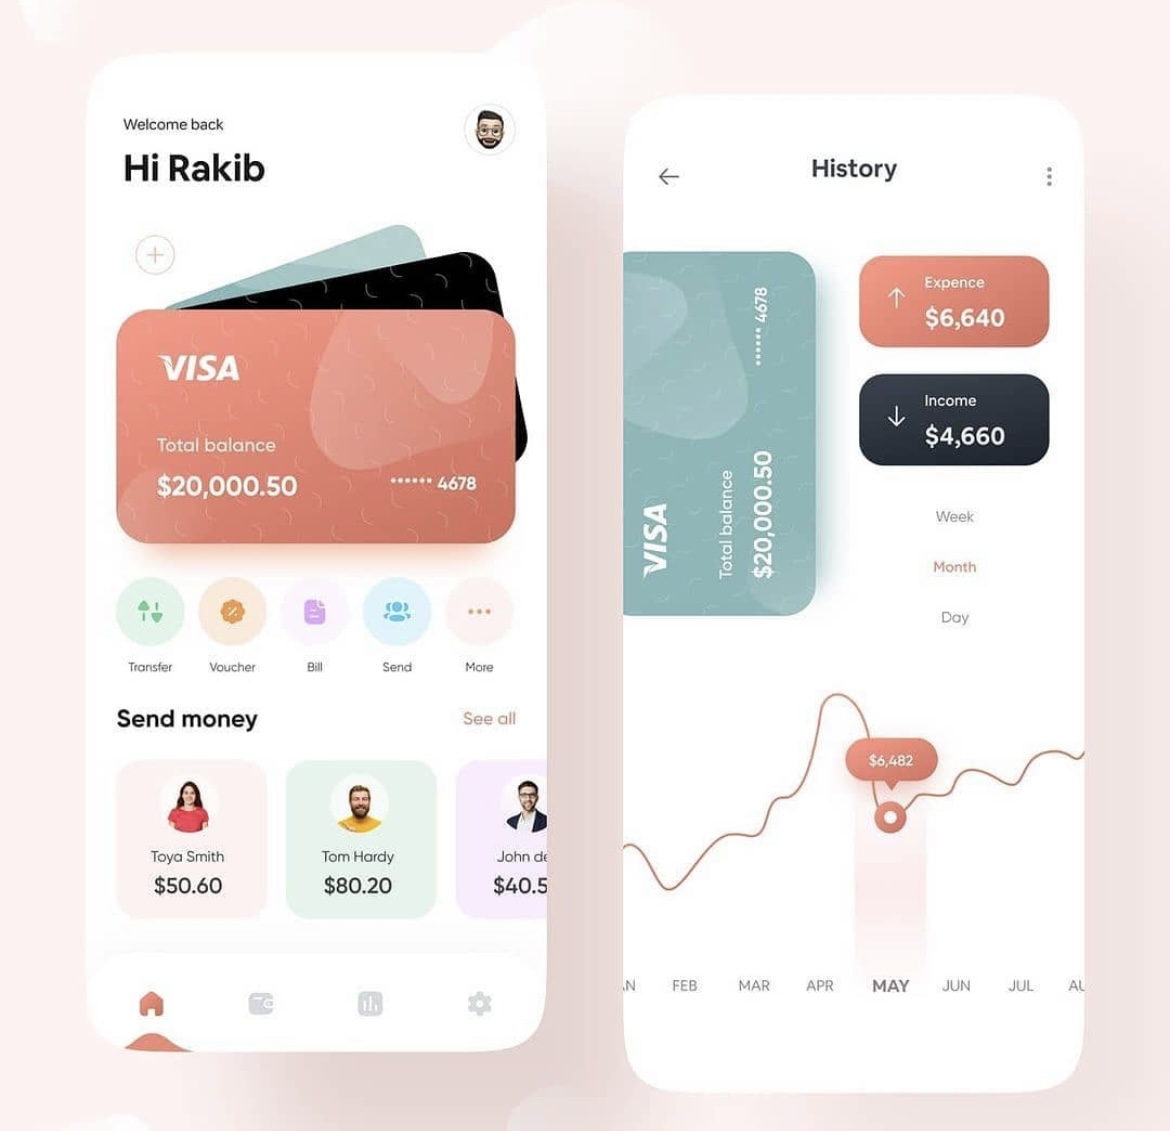 Welcome back
Hi Rakib
VISA
Total balance
$20,000.50
•••••• 4678
Transfer
Voucher
Bill
Send
More
Send money
See all
Toya Smith
$50.60
Tom Hardy
$80.20
John de
$40.5
History
VISA
Total balance
$20,000.50
•••••• 4678
Expence
$6,640
Income
$4,660
Week
Month
Day
$6,482
AN FEB MAR APR MAY JUN JUL AU